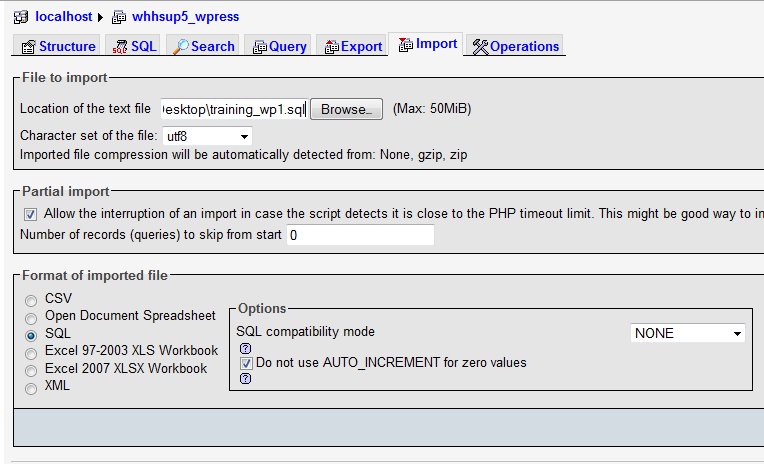 localhost whhsup5_wpress
Structure SQL Search Query Export Import Operations
File to import
Location of the text file esktop\training_wp1.sql Browse... (Max: 50MiB)
Character set of the file: utf8
Imported file compression will be automatically detected from: None, gzip, zip
Partial import
Allow the interruption of an import in case the script detects it is close to the PHP timeout limit. This might be good way to
Number of records (queries) to skip from start 0
Format of imported file
CSV
Open Document Spreadsheet
SQL
Excel 97-2003 XLS Workbook
Excel 2007 XLSX Workbook
XML
Options
SQL compatibility mode NONE
Do not use AUTO_INCREMENT for zero values